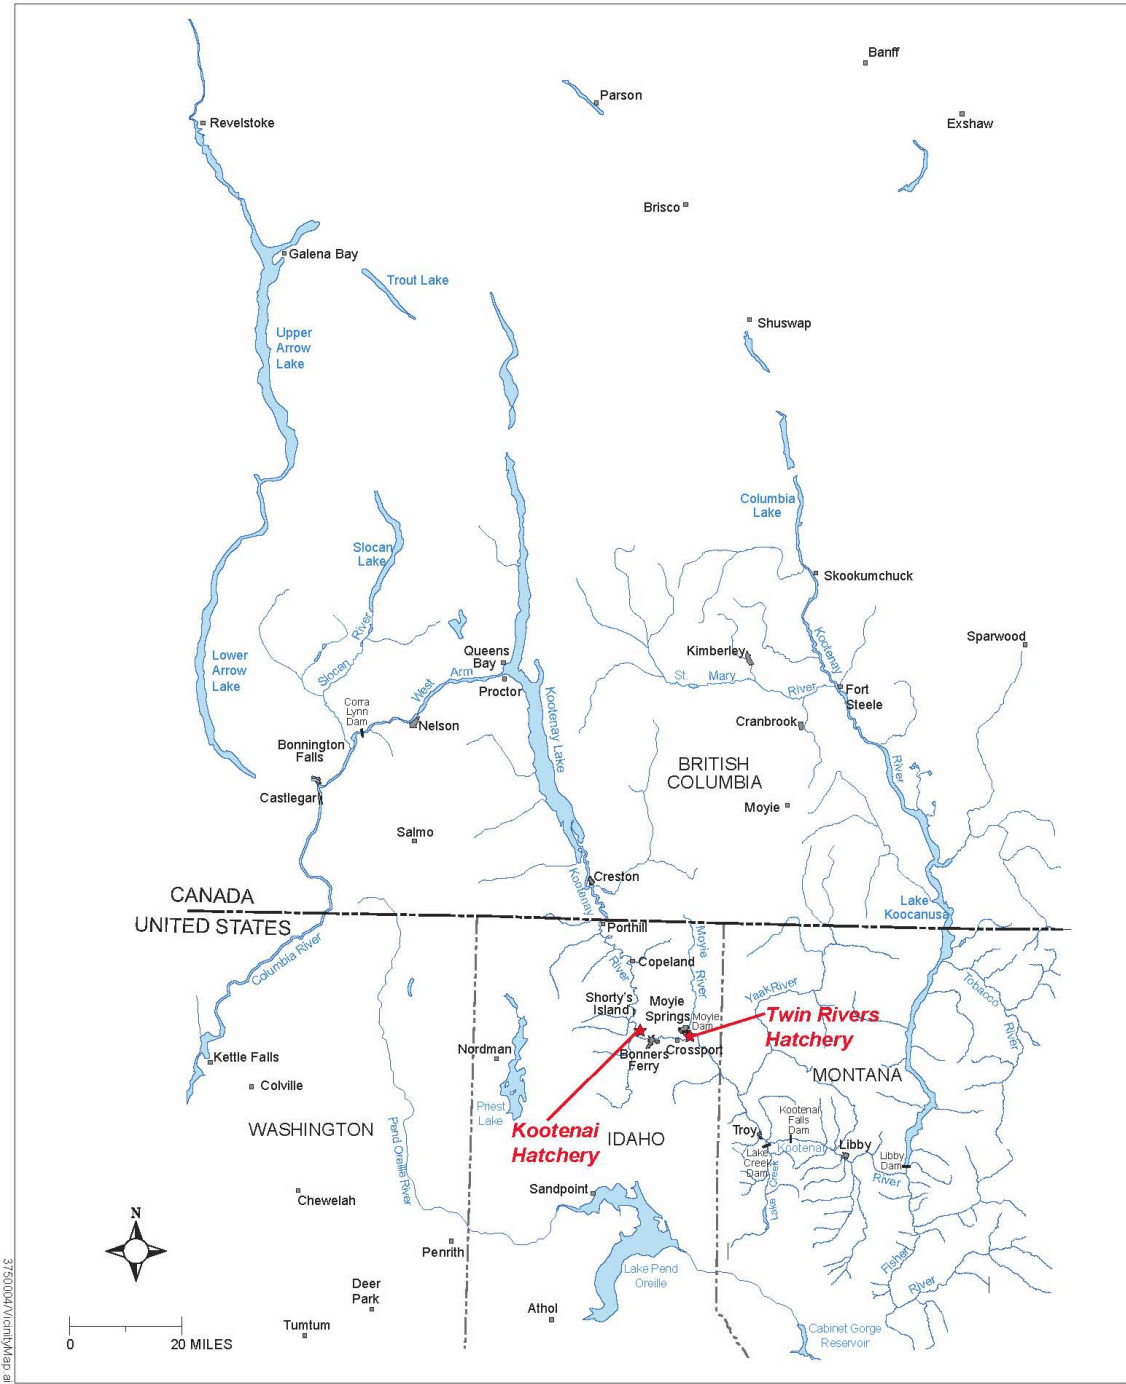 Banff
Parson
Exshaw
Revelstoke
Brisco
Galena Bay
Trout Lake
Shuswap
Upper
Arrow
Lake
Columbia
Lake
Slocan
Lake
Skookumchuck
River
Slocan
Kootenay
Sparwood
Kimberley
Queens
Bay
Lower
Arrow
Lake
West
Arm
Proctor
St.
Mary
River
Fort
Steele
Corra
Lynn
Dam
Nelson
Kootenay Lake
Cranbrook
Bonnington
Falls
River
BRITISH
COLUMBIA
Castlegar
Moyie
Salmo
Creston
Kootenay
CANADA
Lake
Koocanusa
UNITED STATES
Porthill
Columbia River
Moyie
River
River
Copeland
Tobacco
River
Yaak River
Shorty's
Island
Moyie
Springs
Moyie
Dam
Twin Rivers
Hatchery
Kettle Falls
Nordman
Bonners
Ferry
Crossport
Colville
MONTANA
Priest
Lake
Kootenai
Hatchery
IDAHO
WASHINGTON
Pend Oreille River
Kootenai
Falls
Dam
Troy
Kootenai
Libby
Lake
Creek
Dam
Libby
Dam
River
Lake Creek
Chewelah
Sandpoint
N
Penrith
Fisher
River
Lake Pend
Oreille
Deer
Park
Athol
Tumtum
Cabinet Gorge
Reservoir
0
20 MILES
3750004/VicinityMap.ai